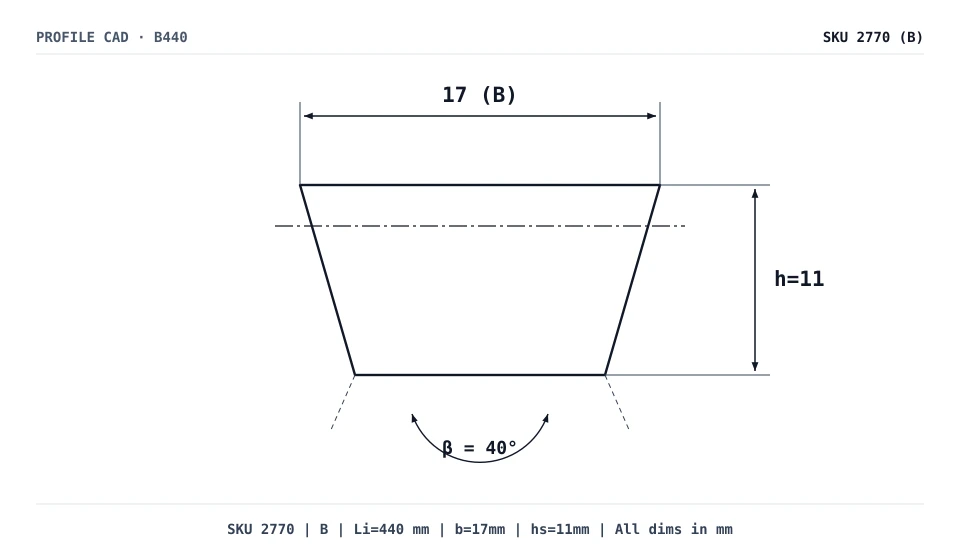 PROFILE CAD · B440
SKU 2770 (B)
17 (B)
h=11
β = 40°
SKU 2770 | B | Li=440 mm | b=17mm | hs=11mm | All dims in mm